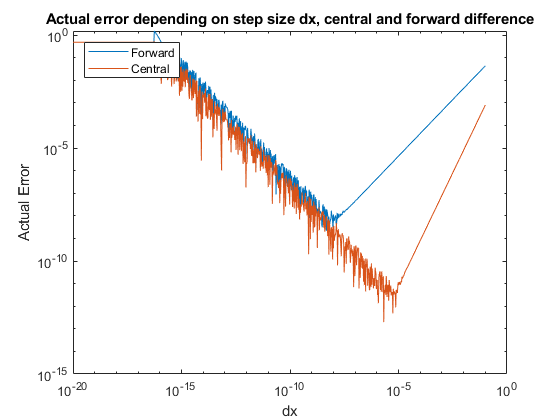 Actual error depending on step size dx, central and forward difference
10^0
Forward
Central
10^-5
Actual Error
10^-10
10^-15
10^-20
10^-15
10^-10
10^-5
10^0
dx